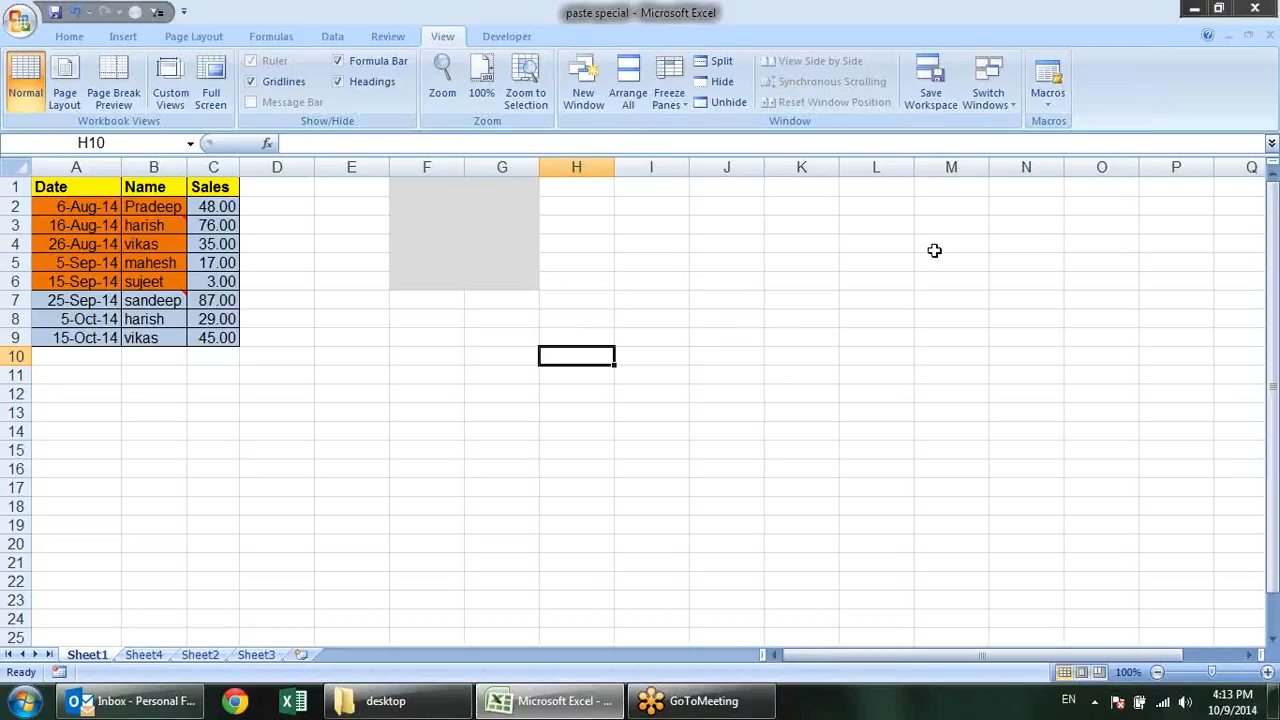 paste special - Microsoft Excel
Home Insert Page Layout Formulas Data Review View Developer
Normal
Page Layout
Page Break Preview
Custom Views
Full Screen
Workbook Views
Ruler
Formula Bar
Gridlines
Headings
Message Bar
Show/Hide
Zoom
100%
Zoom to Selection
Zoom
New Window
Arrange All
Freeze Panes
Split
Hide
Unhide
View Side by Side
Synchronous Scrolling
Reset Window Position
Window
Save Workspace
Switch Windows
Macros
Macros
H10
fx
A B C D E F G H I J K L M N O P Q
1 Date Name Sales
2 6-Aug-14 Pradeep 48.00
3 16-Aug-14 harish 76.00
4 26-Aug-14 vikas 35.00
5 5-Sep-14 mahesh 17.00
6 15-Sep-14 sujeet 3.00
7 25-Sep-14 sandeep 87.00
8 5-Oct-14 harish 29.00
9 15-Oct-14 vikas 45.00
10
11
12
13
14
15
16
17
18
19
20
21
22
23
24
25
Sheet1 Sheet4 Sheet2 Sheet3
Ready
100%
Inbox - Personal F...
desktop
Microsoft Excel - ...
GoToMeeting
EN
4:13 PM
10/9/2014